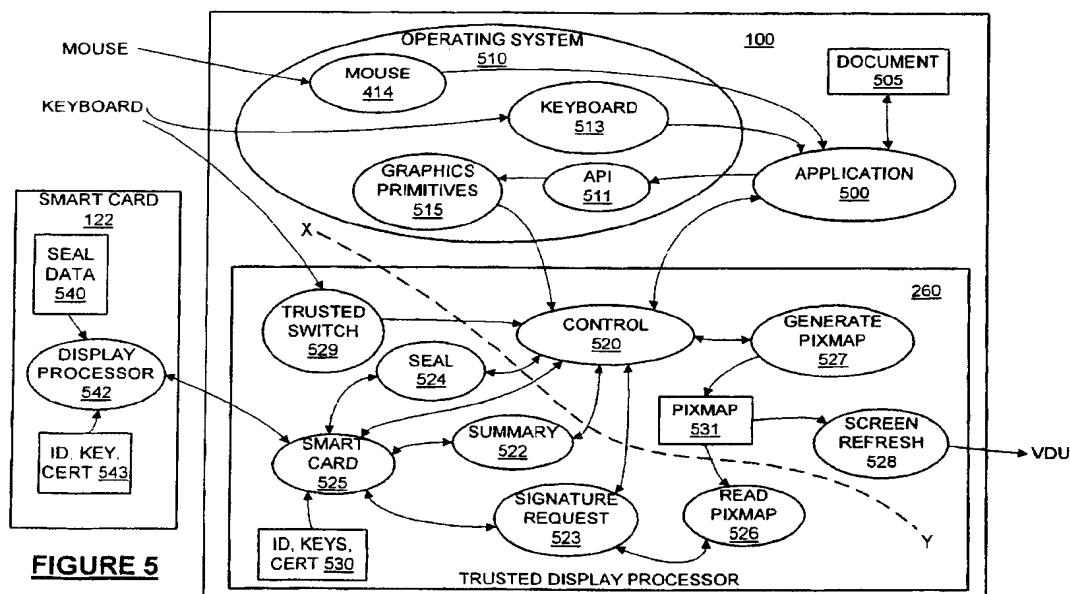 OPERATING SYSTEM
510
100
MOUSE
MOUSE
414
DOCUMENT
505
KEYBOARD
KEYBOARD
513
GRAPHICS
PRIMITIVES
515
API
511
APPLICATION
500
SMART CARD
122
SEAL
DATA
540
DISPLAY
PROCESSOR
542
ID, KEY,
CERT 543
X
260
TRUSTED
SWITCH
529
CONTROL
520
GENERATE
PIXMAP
527
SEAL
524
PIXMAP
531
SCREEN
REFRESH
528
VDU
SMART
CARD
525
SUMMARY
522
SIGNATURE
REQUEST
523
READ
PIXMAP
526
Y
ID, KEYS,
CERT 530
TRUSTED DISPLAY PROCESSOR
FIGURE 5